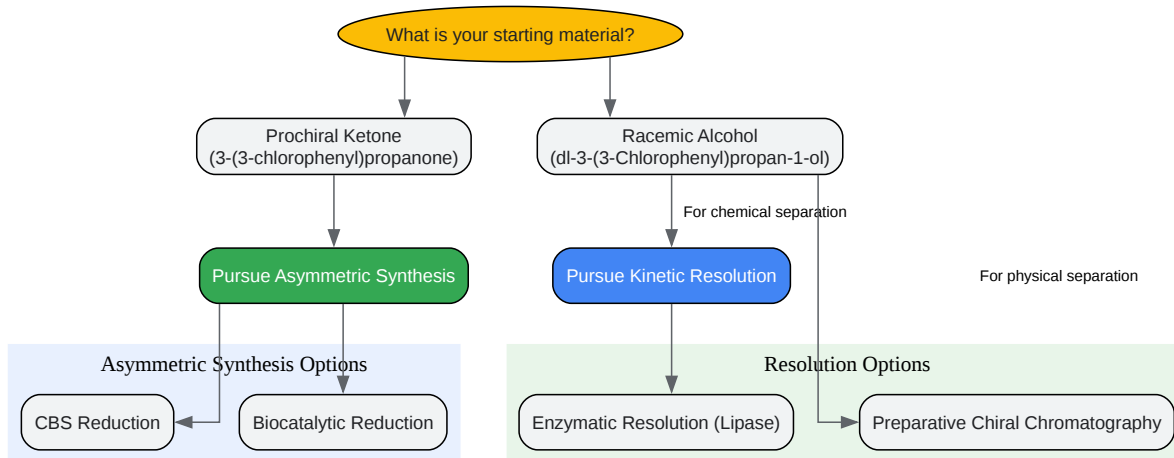 What is your starting material?
Prochiral Ketone
(3-(3-chlorophenyl)propanone)
Racemic Alcohol
(dl-3-(3-Chlorophenyl)propan-1-ol)
For chemical separation
Pursue Asymmetric Synthesis
Pursue Kinetic Resolution
For physical separation
Asymmetric Synthesis Options
Resolution Options
CBS Reduction
Biocatalytic Reduction
Enzymatic Resolution (Lipase)
Preparative Chiral Chromatography